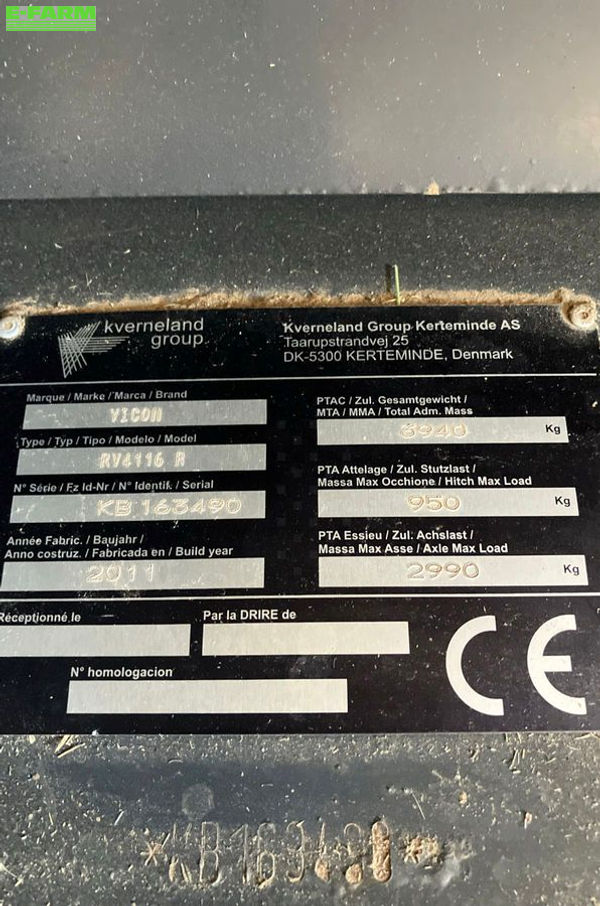 E-FARM
kverneland
group
Kverneland Group Kerteminde AS
Taarupstrandvej 25
DK-5300 KERTEMINDE, Denmark
Marque / Marke / Marca / Brand
VICON
Type / Typ / Tipo / Modelo / Model
RV4116 R
N° Série / Fz Id-Nr / N° Identif. / Serial
KB 163490
Année Fabric. / Baujahr /
Anno costruz. / Fabricada en / Build year
2011
PTAC / Zul. Gesamtgewicht /
MTA / MMA / Total Adm. Mass
3940 Kg
PTA Attelage / Zul. Stutzlast /
Massa Max Occhione / Hitch Max Load
950 Kg
PTA Essieu / Zul. Achslast /
Massa Max Asse / Axle Max Load
2990 Kg
Réceptionné le
Par la DRIRE de
N° homologacion
CE
*KB163490*